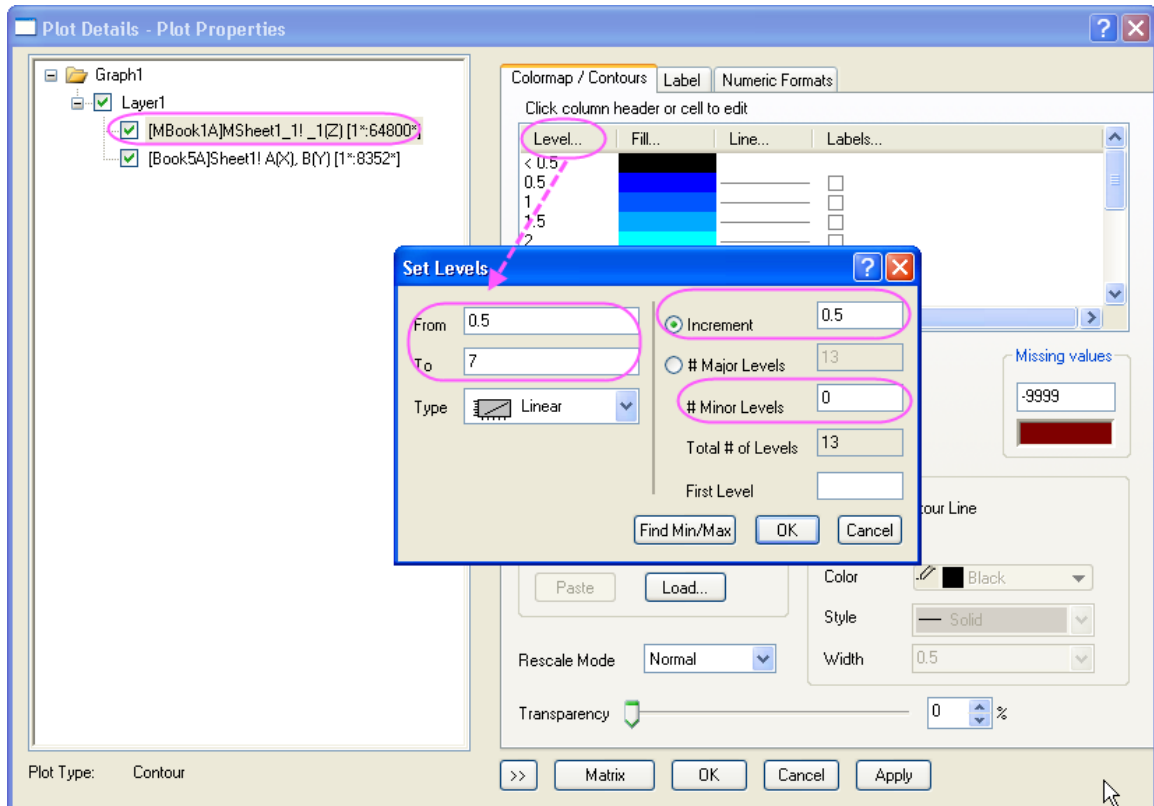 Plot Details - Plot Properties
Graph1
Layer1
[MBook1A]MSheet1_1! _1(Z) [1*:64800*]
[Book5A]Sheet1! A(X), B(Y) [1*:8352*]
Colormap / Contours Label Numeric Formats
Click column header or cell to edit
Level... Fill... Line... Labels...
< 0.5
0.5
1
1.5
2
Set Levels
From 0.5
To 7
Type Linear
Increment 0.5
# Major Levels 13
# Minor Levels 0
Total # of Levels 13
First Level
Find Min/Max OK Cancel
Missing values
-9999
tour Line
Paste Load...
Color Black
Style Solid
Width 0.5
Rescale Mode Normal
Transparency 0 %
Plot Type: Contour
>> Matrix OK Cancel Apply